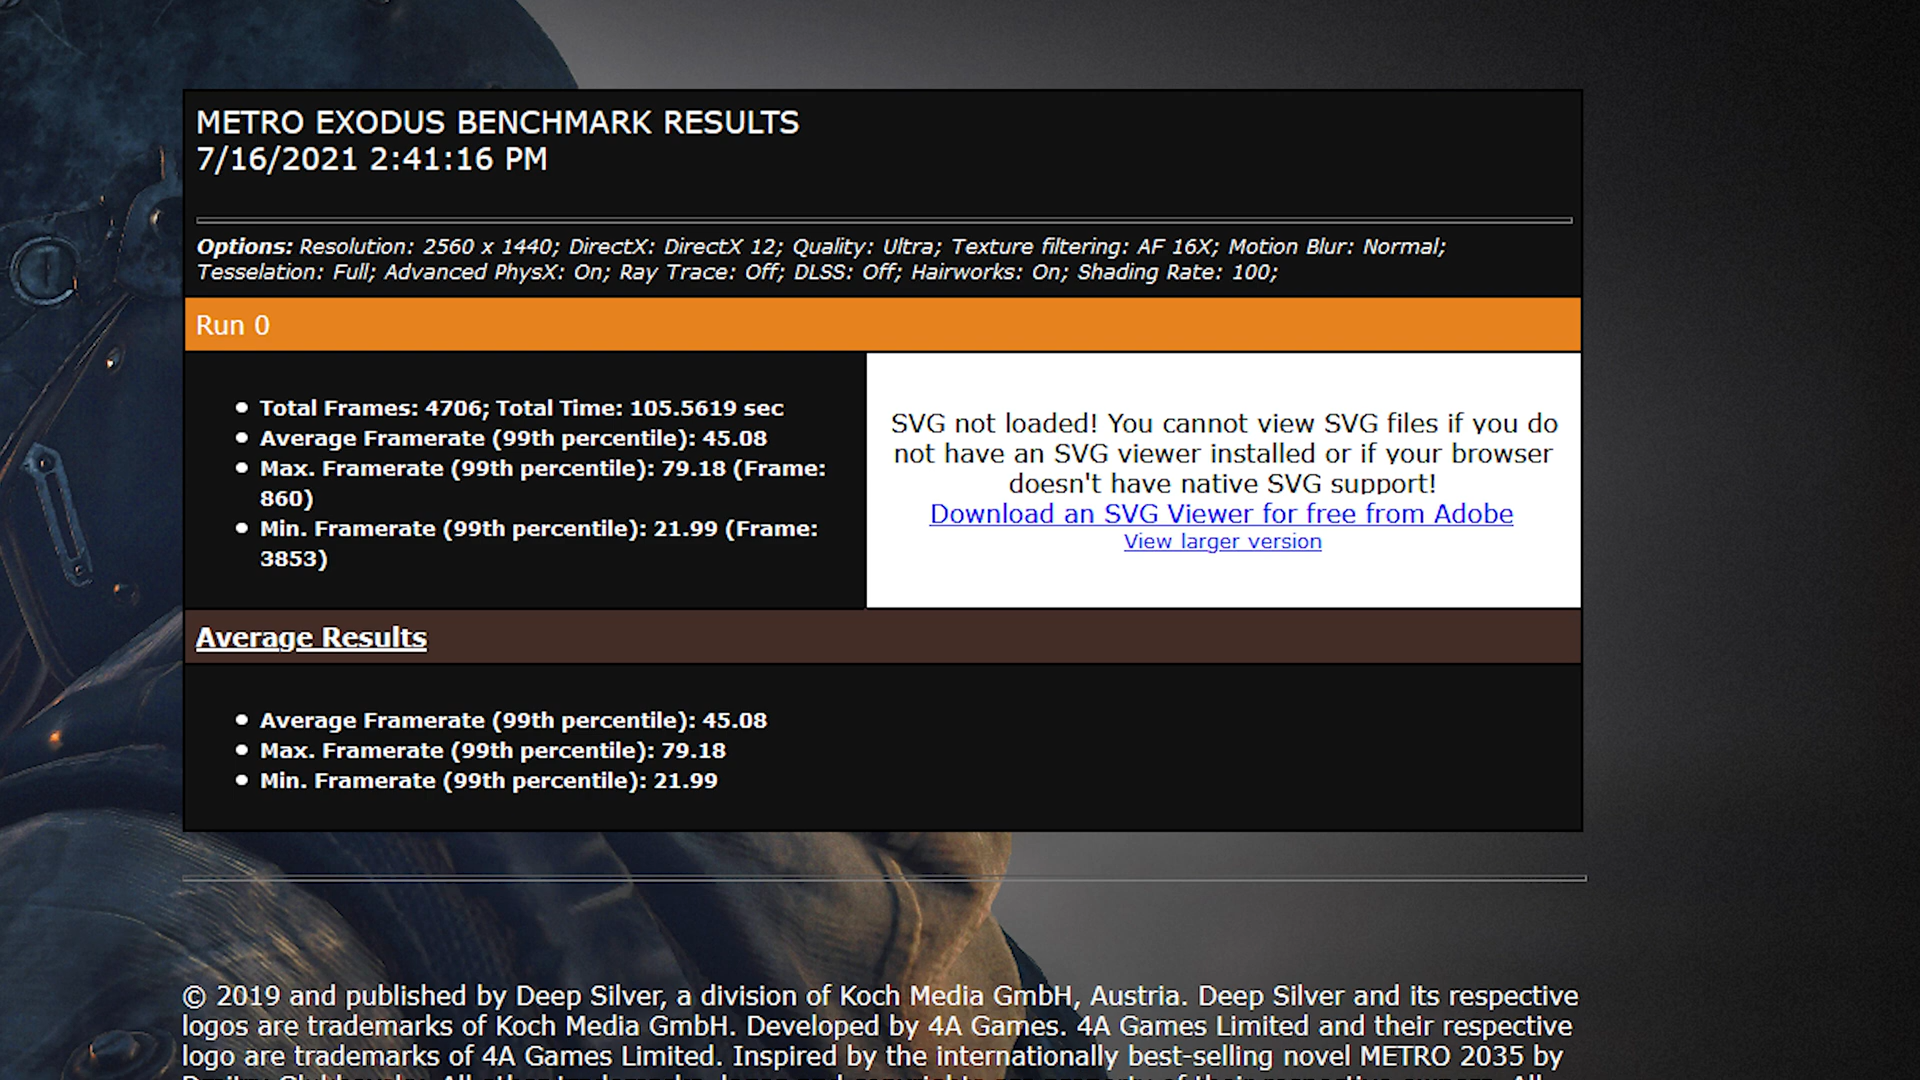 METRO EXODUS BENCHMARK RESULTS
7/16/2021 2:41:16 PM
Options: Resolution: 2560 x 1440; DirectX: DirectX 12; Quality: Ultra; Texture filtering: AF 16X; Motion Blur: Normal;
Tesselation: Full; Advanced PhysX: On; Ray Trace: Off; DLSS: Off; Hairworks: On; Shading Rate: 100;
Run 0
Total Frames: 4706; Total Time: 105.5619 sec
Average Framerate (99th percentile): 45.08
Max. Framerate (99th percentile): 79.18 (Frame:
860)
Min. Framerate (99th percentile): 21.99 (Frame:
3853)
SVG not loaded! You cannot view SVG files if you do
not have an SVG viewer installed or if your browser
doesn't have native SVG support!
Download an SVG Viewer for free from Adobe
View larger version
Average Results
Average Framerate (99th percentile): 45.08
Max. Framerate (99th percentile): 79.18
Min. Framerate (99th percentile): 21.99
© 2019 and published by Deep Silver, a division of Koch Media GmbH, Austria. Deep Silver and its respective
logos are trademarks of Koch Media GmbH. Developed by 4A Games. 4A Games Limited and their respective
logo are trademarks of 4A Games Limited. Inspired by the internationally best-selling novel METRO 2035 by